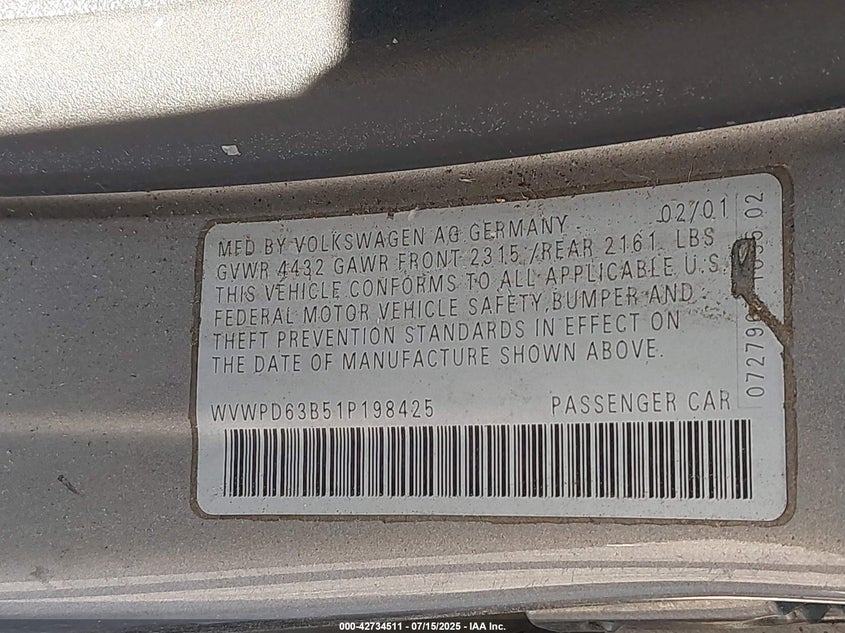 MFD BY VOLKSWAGEN AG GERMANY 02/01
GVWR 4432 GAWR FRONT 2315 /REAR 2161 LBS
THIS VEHICLE CONFORMS TO ALL APPLICABLE U.S.
FEDERAL MOTOR VEHICLE SAFETY, BUMPER AND
THEFT PREVENTION STANDARDS IN EFFECT ON
THE DATE OF MANUFACTURE SHOWN ABOVE.
WVWPD63B51P198425 PASSENGER CAR
02
000-42734511 - 07/15/2025 - IAA Inc.